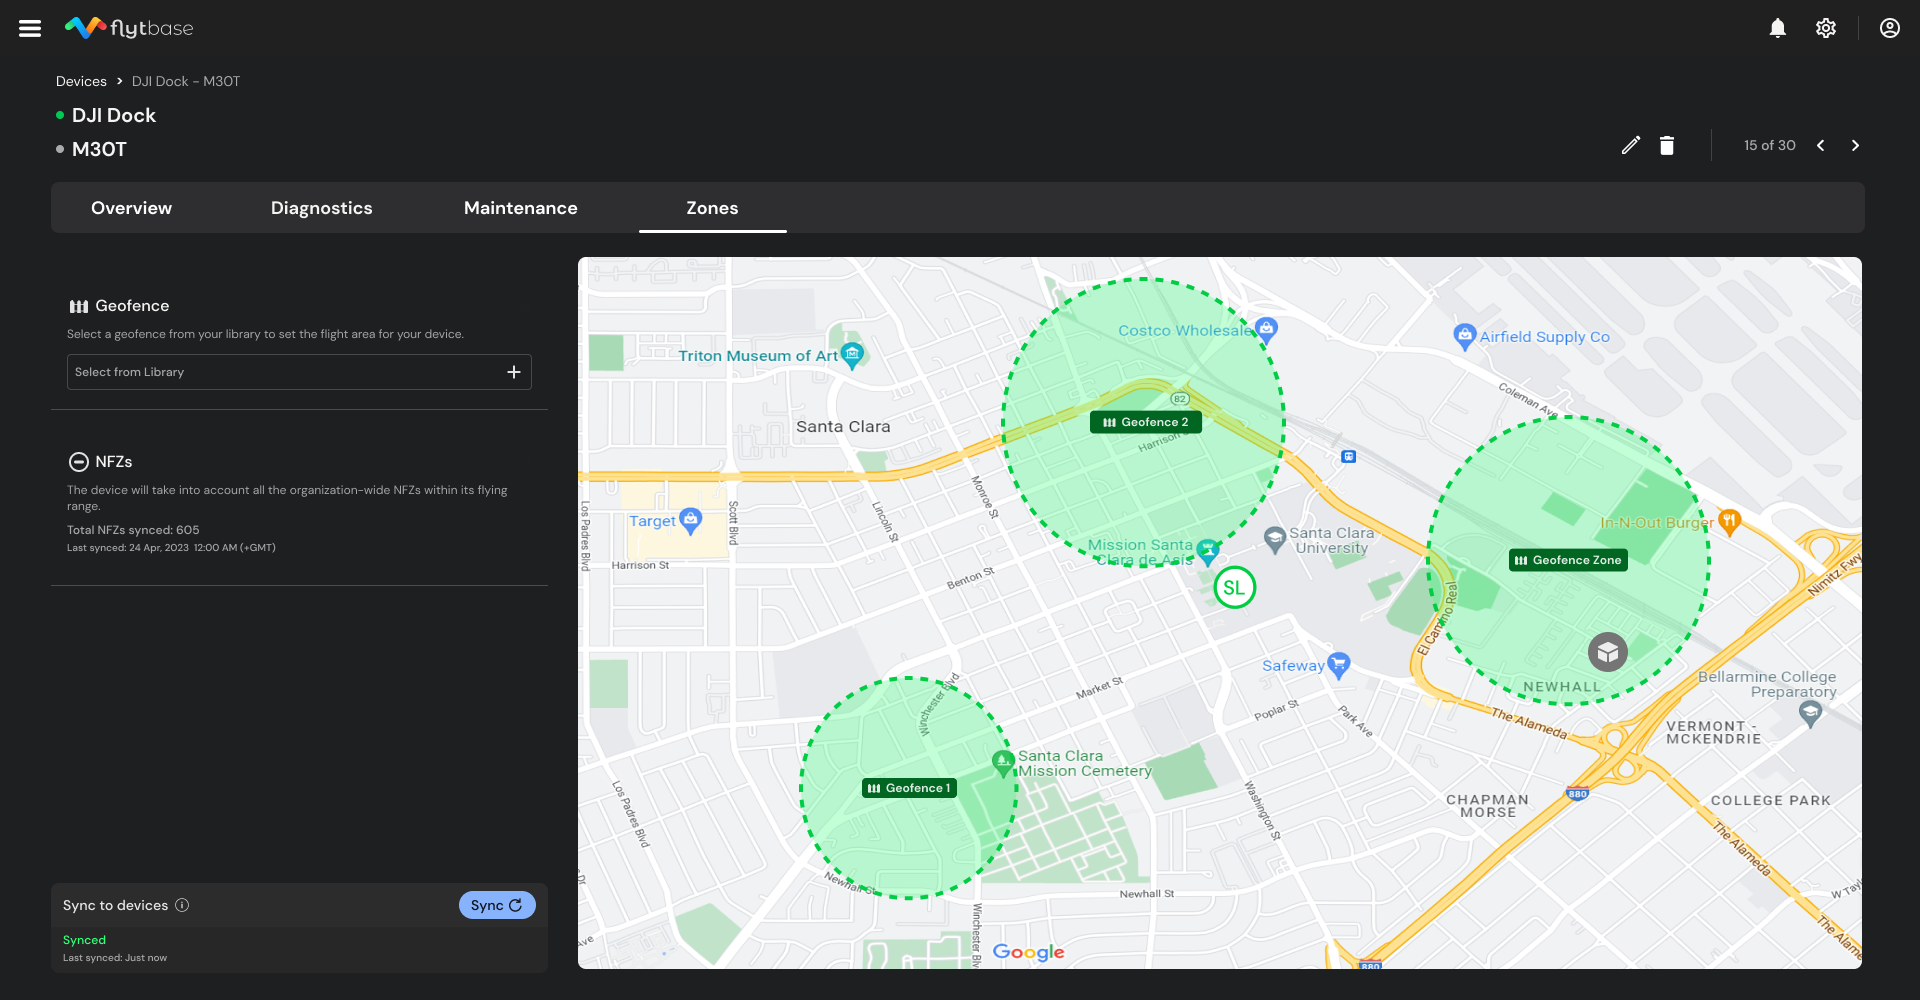 flytbase
Devices > DJI Dock - M30T
DJI Dock
M30T
15 of 30
Overview
Diagnostics
Maintenance
Zones
Geofence
Select a geofence from your library to set the flight area for your device.
Select from Library
NFZs
The device will take into account all the organization-wide NFZs within its flying
range.
Total NFZs synced: 605
Last synced: 24 Apr, 2023 12:00 AM (+GMT)
Sync to devices
Sync
Synced
Last synced: Just now
Costco Wholesale
Airfield Supply Co
Triton Museum of Art
Coleman Ave
82
Santa Clara
Geofence 2
Harrison
Monroe St
Los Padres Blvd
Scott Blvd
Lincoln St
Target
In-N-Out Burger
Santa Clara
University
Mission Santa
Clara de Asís
Harrison St
Geofence Zone
Benton St
Nimitz Fwy
SL
El Camino Real
Safeway
Bellarmine College
Preparatory
NEWHALL
Market St
Winchester Blvd
Poplar St
Park Ave
The Alameda
VERMONT -
MCKENDRIE
Santa Clara
Mission Cemetery
Geofence 1
Los Padres Blvd
Washington St
880
CHAPMAN
MORSE
COLLEGE PARK
The Alameda
Newhall St
Newhall St
W Tayl
Winchester Blv
The Alam
Dr
Ave
Google
880